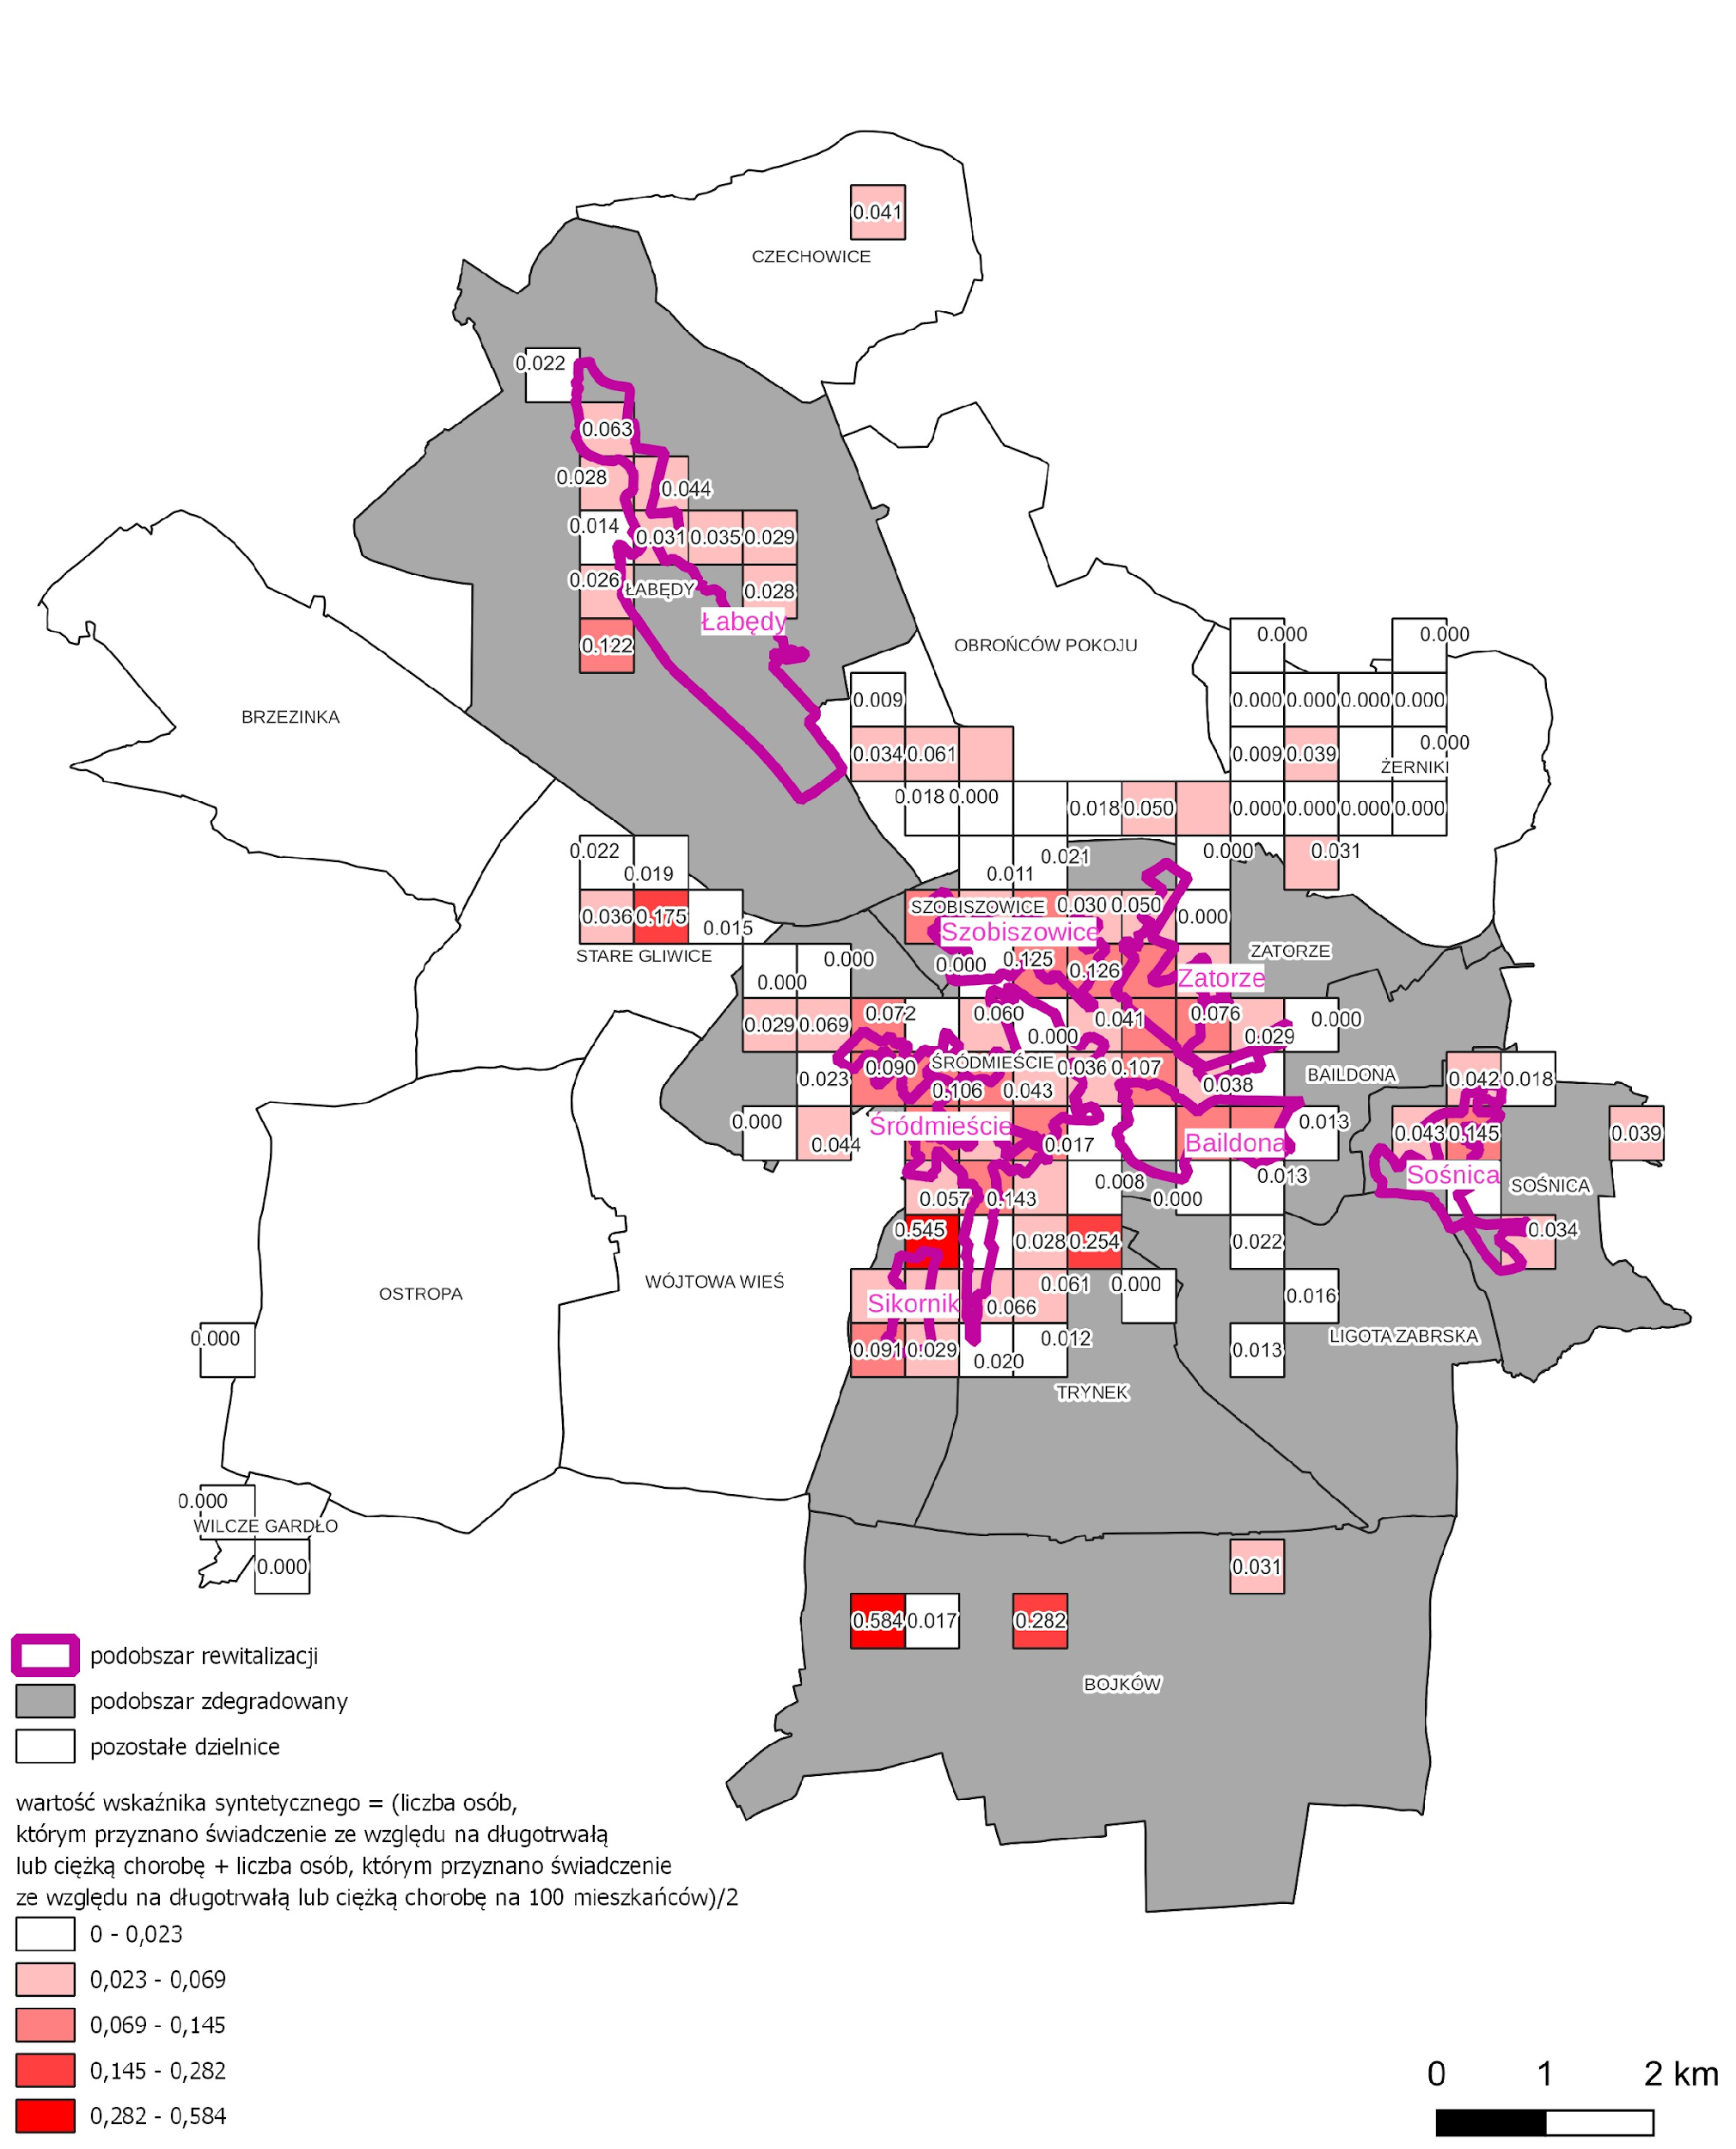 0.041
CZECHOWICE
0.022
0.063
0.028
0.044
0.014
0.031 0.035 0.029
0.026
ŁABĘDY
0.028
Łabędy
0.122
OBROŃCÓW POKOJU
0.000 0.000
BRZEZINKA
0.009
0.000 0.000 0.000 0.000
0.034 0.061
0.009 0.039
0.000
ŻERNIKI
0.018 0.000
0.018 0.050
0.000 0.000 0.000 0.000
0.022
0.019
0.011
0.021
0.000
0.031
0.036 0.175
0.015
SZOBISZOWICE
0.030 0.050
0.000
Szobiszowice
STARE GLIWICE
ZATORZE
0.000
0.000
0.000
0.125
0.126
Zatorze
0.029 0.069
0.072
0.060
0.000
0.041
0.076
0.029
0.000
0.023
0.090
ŚRÓDMIEŚCIE
0.036 0.107
0.038
BAILDONA
0.042 0.018
0.106
0.043
0.000
0.044
Śródmieście
0.017
Baildona
0.013
0.043 0.145
0.039
Sośnica
SOŚNICA
0.057
0.143
0.008
0.000
0.013
0.545
0.028 0.254
0.022
0.034
WÓJTOWA WIEŚ
OSTROPA
Sikornik
0.066
0.061
0.000
0.016
0.000
0.091 0.029
0.020
0.012
0.013
LIGOTA ZABRSKA
TRYNEK
0.000
WILCZE GARDŁO
0.000
0.031
0.584 0.017
0.282
BOJKÓW
podobszar rewitalizacji
podobszar zdegradowany
pozostałe dzielnice
wartość wskaźnika syntetycznego = (liczba osób,
którym przyznano świadczenie ze względu na długotrwałą
lub ciężką chorobę + liczba osób, którym przyznano świadczenie
ze względu na długotrwałą lub ciężką chorobę na 100 mieszkańców)/2
0 - 0,023
0,023 - 0,069
0,069 - 0,145
0,145 - 0,282
0,282 - 0,584
0 1 2 km